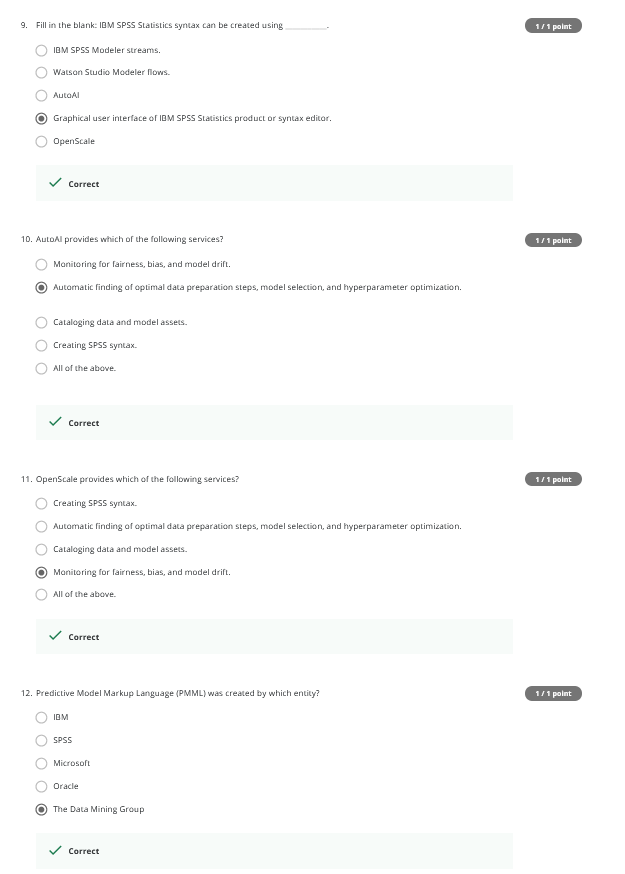 9. Fill in the blank: IBM SPSS Statistics syntax can be created using __________.
1 / 1 point
IBM SPSS Modeler streams.
Watson Studio Modeler flows.
AutoAI
Graphical user interface of IBM SPSS Statistics product or syntax editor.
OpenScale
Correct
10. AutoAI provides which of the following services?
1 / 1 point
Monitoring for fairness, bias, and model drift.
Automatic finding of optimal data preparation steps, model selection, and hyperparameter optimization.
Cataloging data and model assets.
Creating SPSS syntax.
All of the above.
Correct
11. OpenScale provides which of the following services?
1 / 1 point
Creating SPSS syntax.
Automatic finding of optimal data preparation steps, model selection, and hyperparameter optimization.
Cataloging data and model assets.
Monitoring for fairness, bias, and model drift.
All of the above.
Correct
12. Predictive Model Markup Language (PMML) was created by which entity?
1 / 1 point
IBM
SPSS
Microsoft
Oracle
The Data Mining Group
Correct